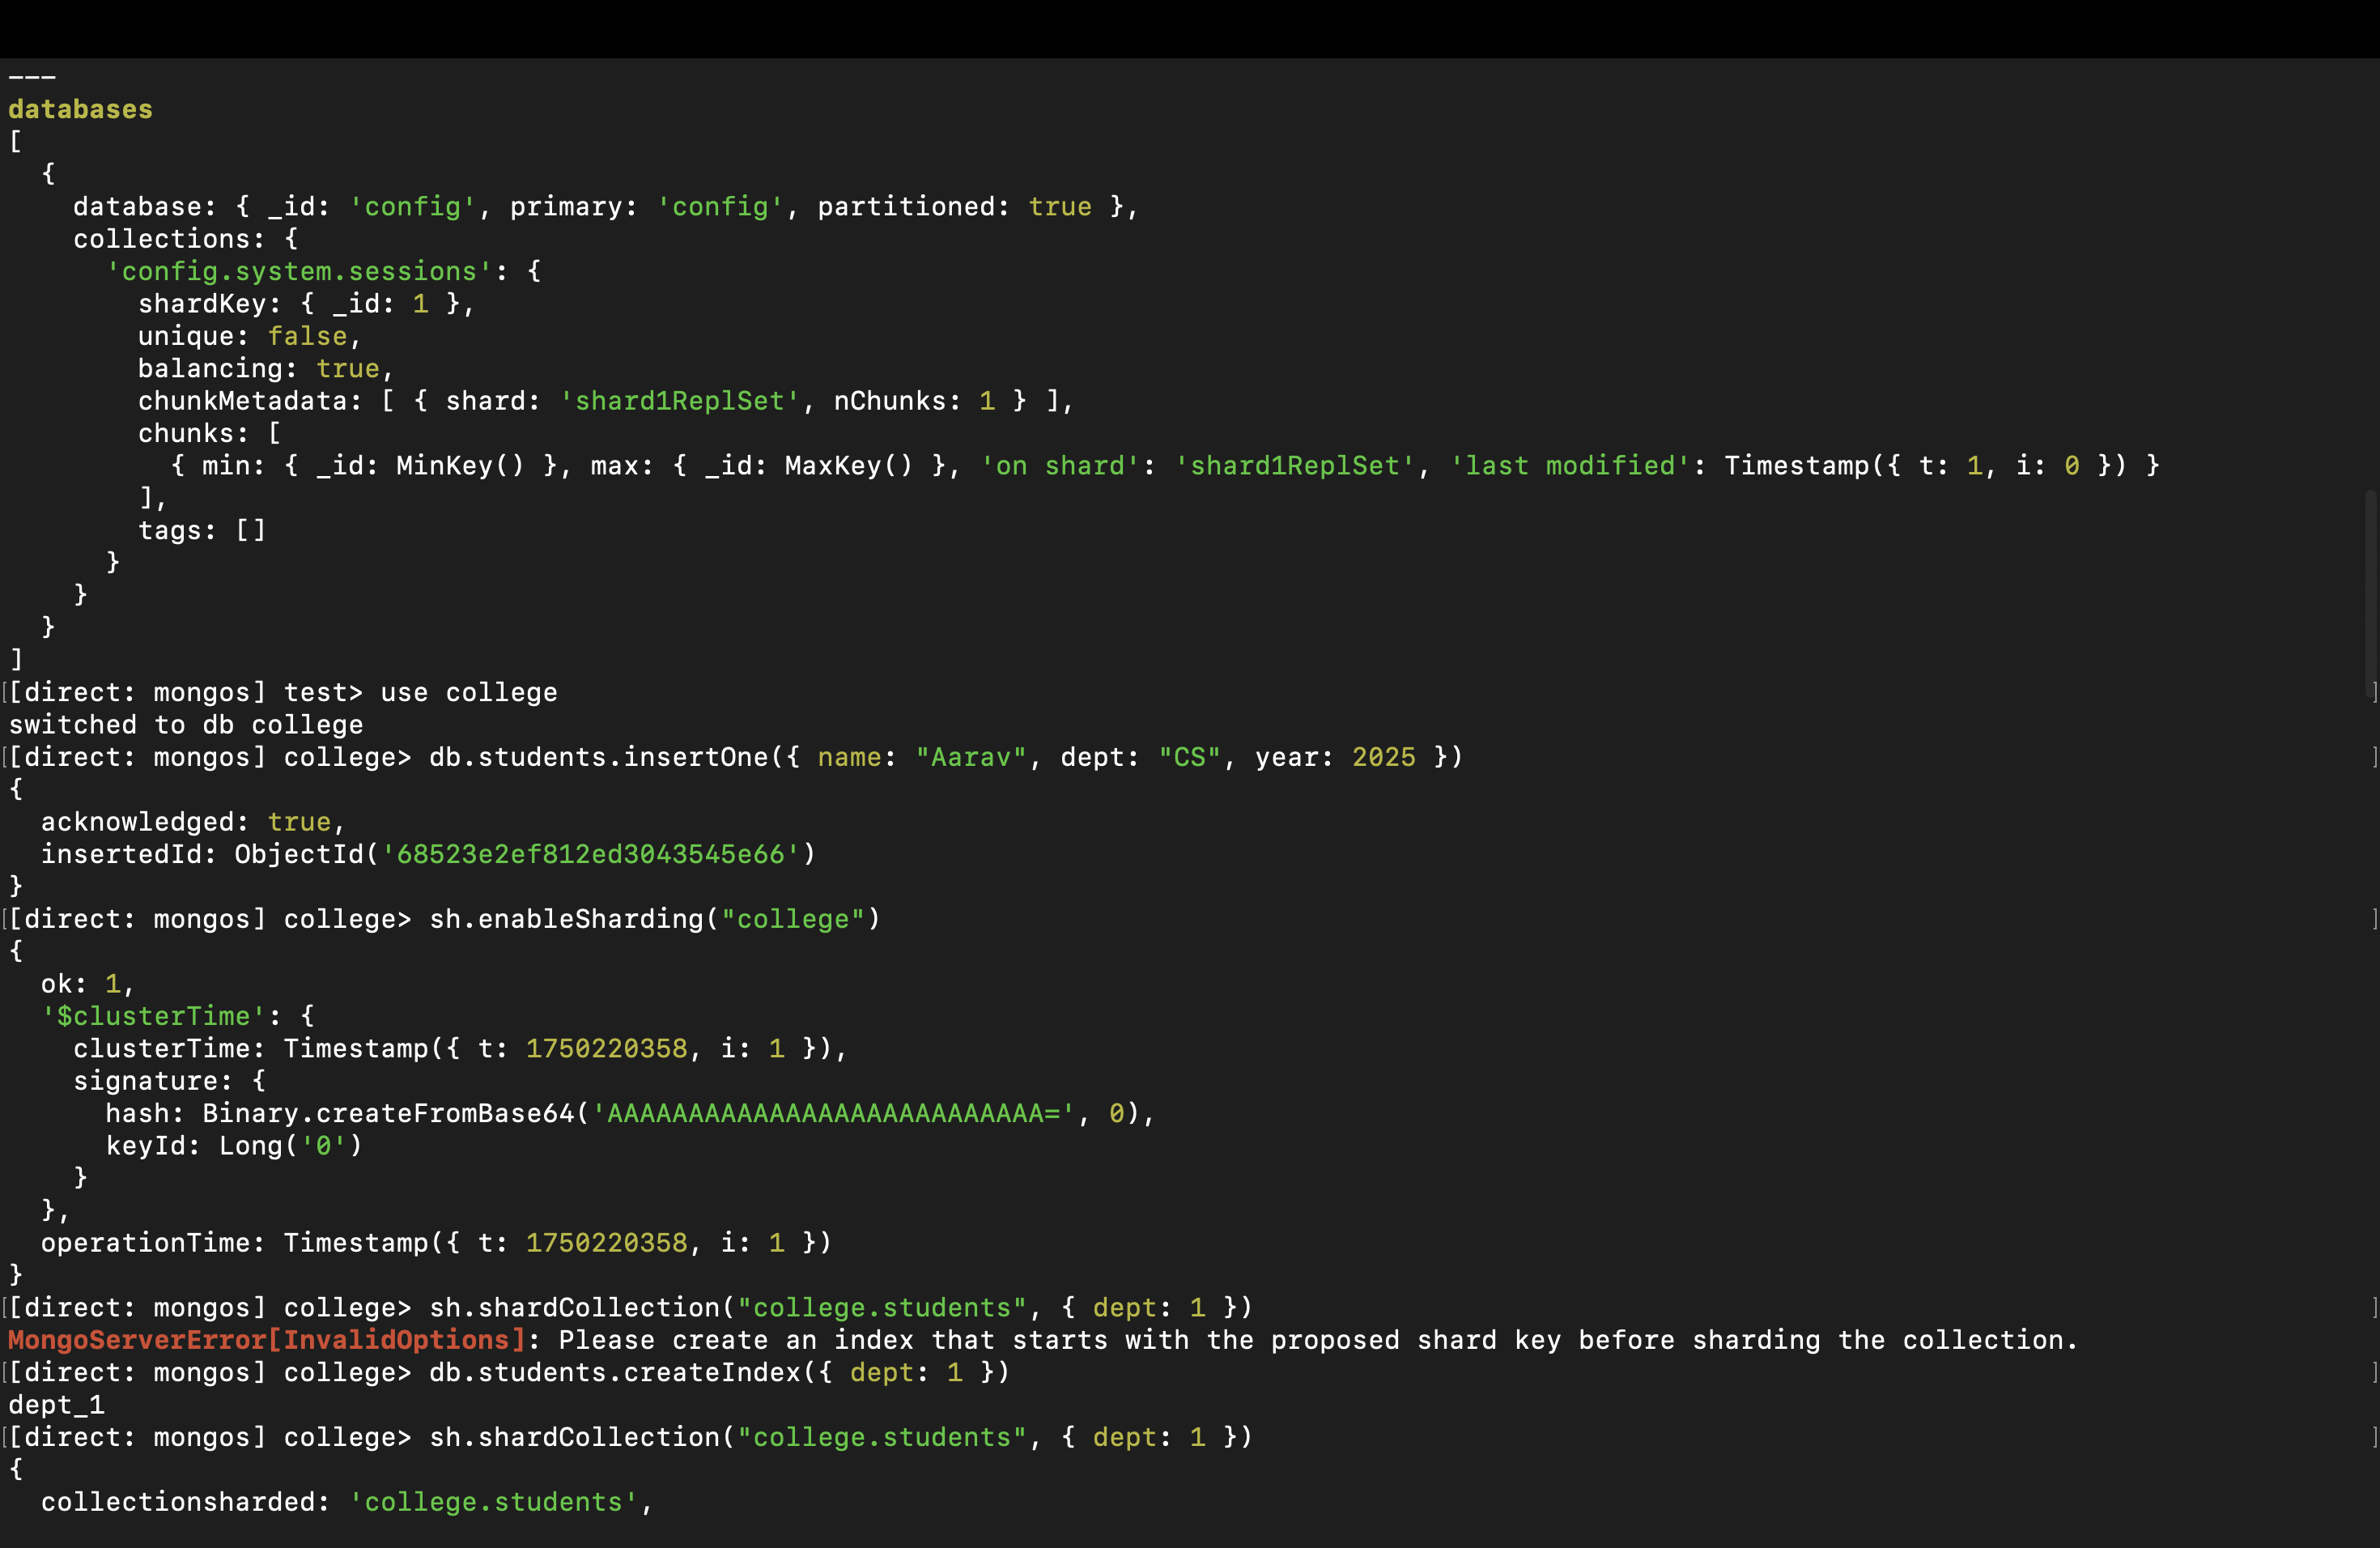 ---
databases
[
  {
    database: { _id: 'config', primary: 'config', partitioned: true },
    collections: {
      'config.system.sessions': {
        shardKey: { _id: 1 },
        unique: false,
        balancing: true,
        chunkMetadata: [ { shard: 'shard1ReplSet', nChunks: 1 } ],
        chunks: [
          { min: { _id: MinKey() }, max: { _id: MaxKey() }, 'on shard': 'shard1ReplSet', 'last modified': Timestamp({ t: 1, i: 0 }) }
        ],
        tags: []
      }
    }
  }
]
[[direct: mongos] test> use college ]
switched to db college
[[direct: mongos] college> db.students.insertOne({ name: "Aarav", dept: "CS", year: 2025 }) ]
{
  acknowledged: true,
  insertedId: ObjectId('68523e2ef812ed3043545e66')
}
[[direct: mongos] college> sh.enableSharding("college") ]
{
  ok: 1,
  '$clusterTime': {
    clusterTime: Timestamp({ t: 1750220358, i: 1 }),
    signature: {
      hash: Binary.createFromBase64('AAAAAAAAAAAAAAAAAAAAAAAAAAA=', 0),
      keyId: Long('0')
    }
  },
  operationTime: Timestamp({ t: 1750220358, i: 1 })
}
[[direct: mongos] college> sh.shardCollection("college.students", { dept: 1 }) ]
MongoServerError[InvalidOptions]: Please create an index that starts with the proposed shard key before sharding the collection.
[[direct: mongos] college> db.students.createIndex({ dept: 1 }) ]
dept_1
[[direct: mongos] college> sh.shardCollection("college.students", { dept: 1 }) ]
{
  collectionsharded: 'college.students',